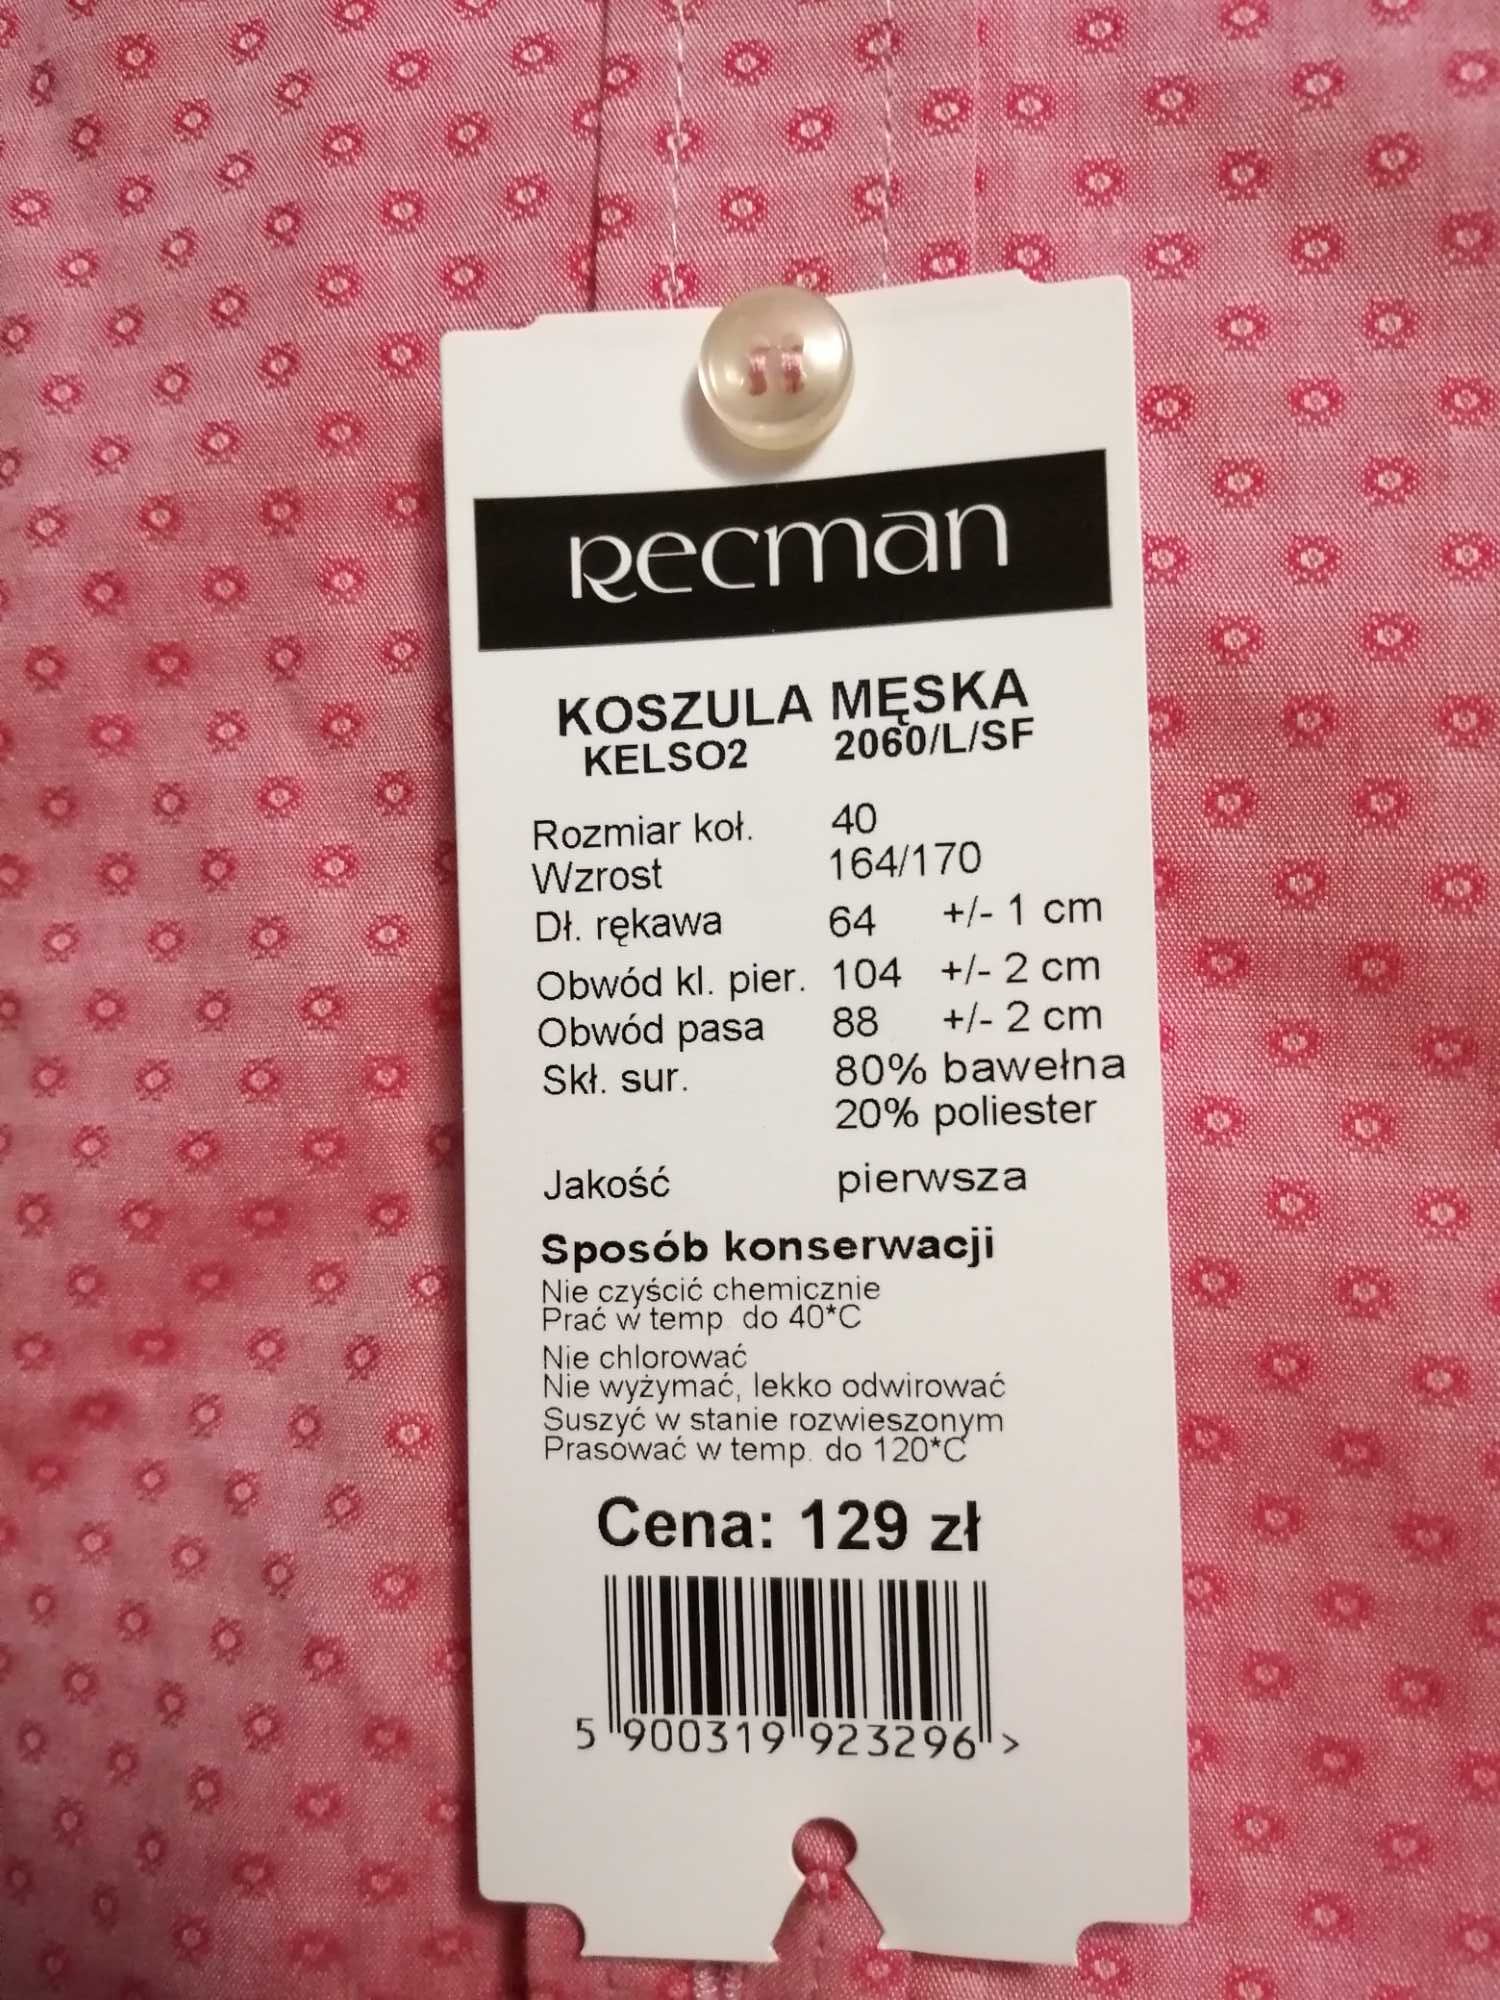 Recman
KOSZULA MĘSKA
KELSO2 2060/L/SF
Rozmiar koł. 40
Wzrost 164/170
Dł. rękawa 64 +/- 1 cm
Obwód kl. pier. 104 +/- 2 cm
Obwód pasa 88 +/- 2 cm
Skł. sur. 80% bawełna
20% poliester
Jakość pierwsza
Sposób konserwacji
Nie czyścić chemicznie
Prać w temp. do 40*C
Nie chlorować
Nie wyżymać, lekko odwirować
Suszyć w stanie rozwieszonym
Prasować w temp. do 120*C
Cena: 129 zł
5 900319 923296 >